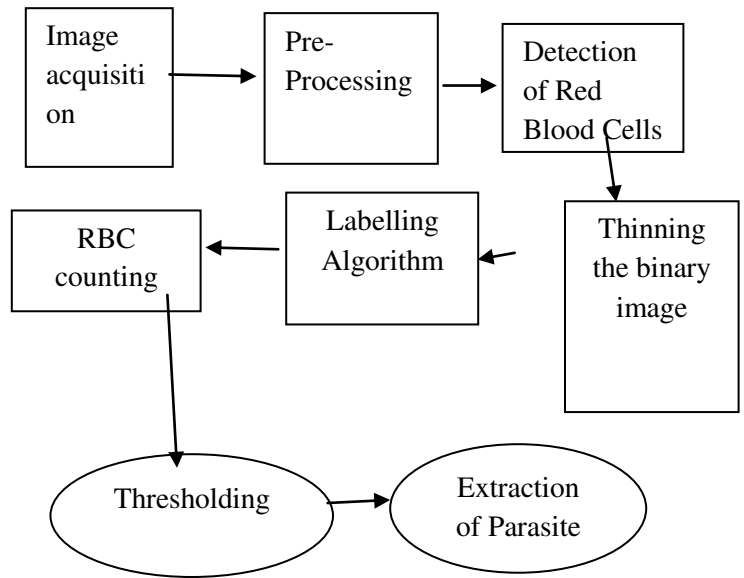 Image
acquisiti
on
Pre-
Processing
Detection
of Red
Blood Cells
Thinning
the binary
image
Labelling
Algorithm
RBC
counting
Thresholding
Extraction
of Parasite